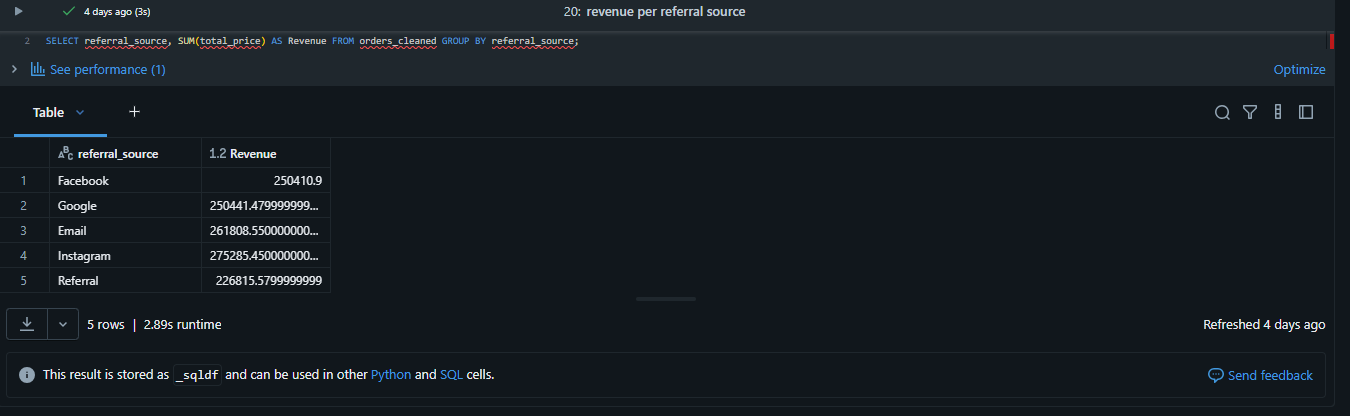 4 days ago (3s)
20: revenue per referral source
2 SELECT referral_source, SUM(total_price) AS Revenue FROM orders_cleaned GROUP BY referral_source;
See performance (1)
Optimize
Table
ABC referral_source 1.2 Revenue
1 Facebook 250410.9
2 Google 250441.479999999...
3 Email 261808.550000000...
4 Instagram 275285.450000000...
5 Referral 226815.5799999999
5 rows | 2.89s runtime
Refreshed 4 days ago
This result is stored as _sqldf and can be used in other Python and SQL cells.
Send feedback